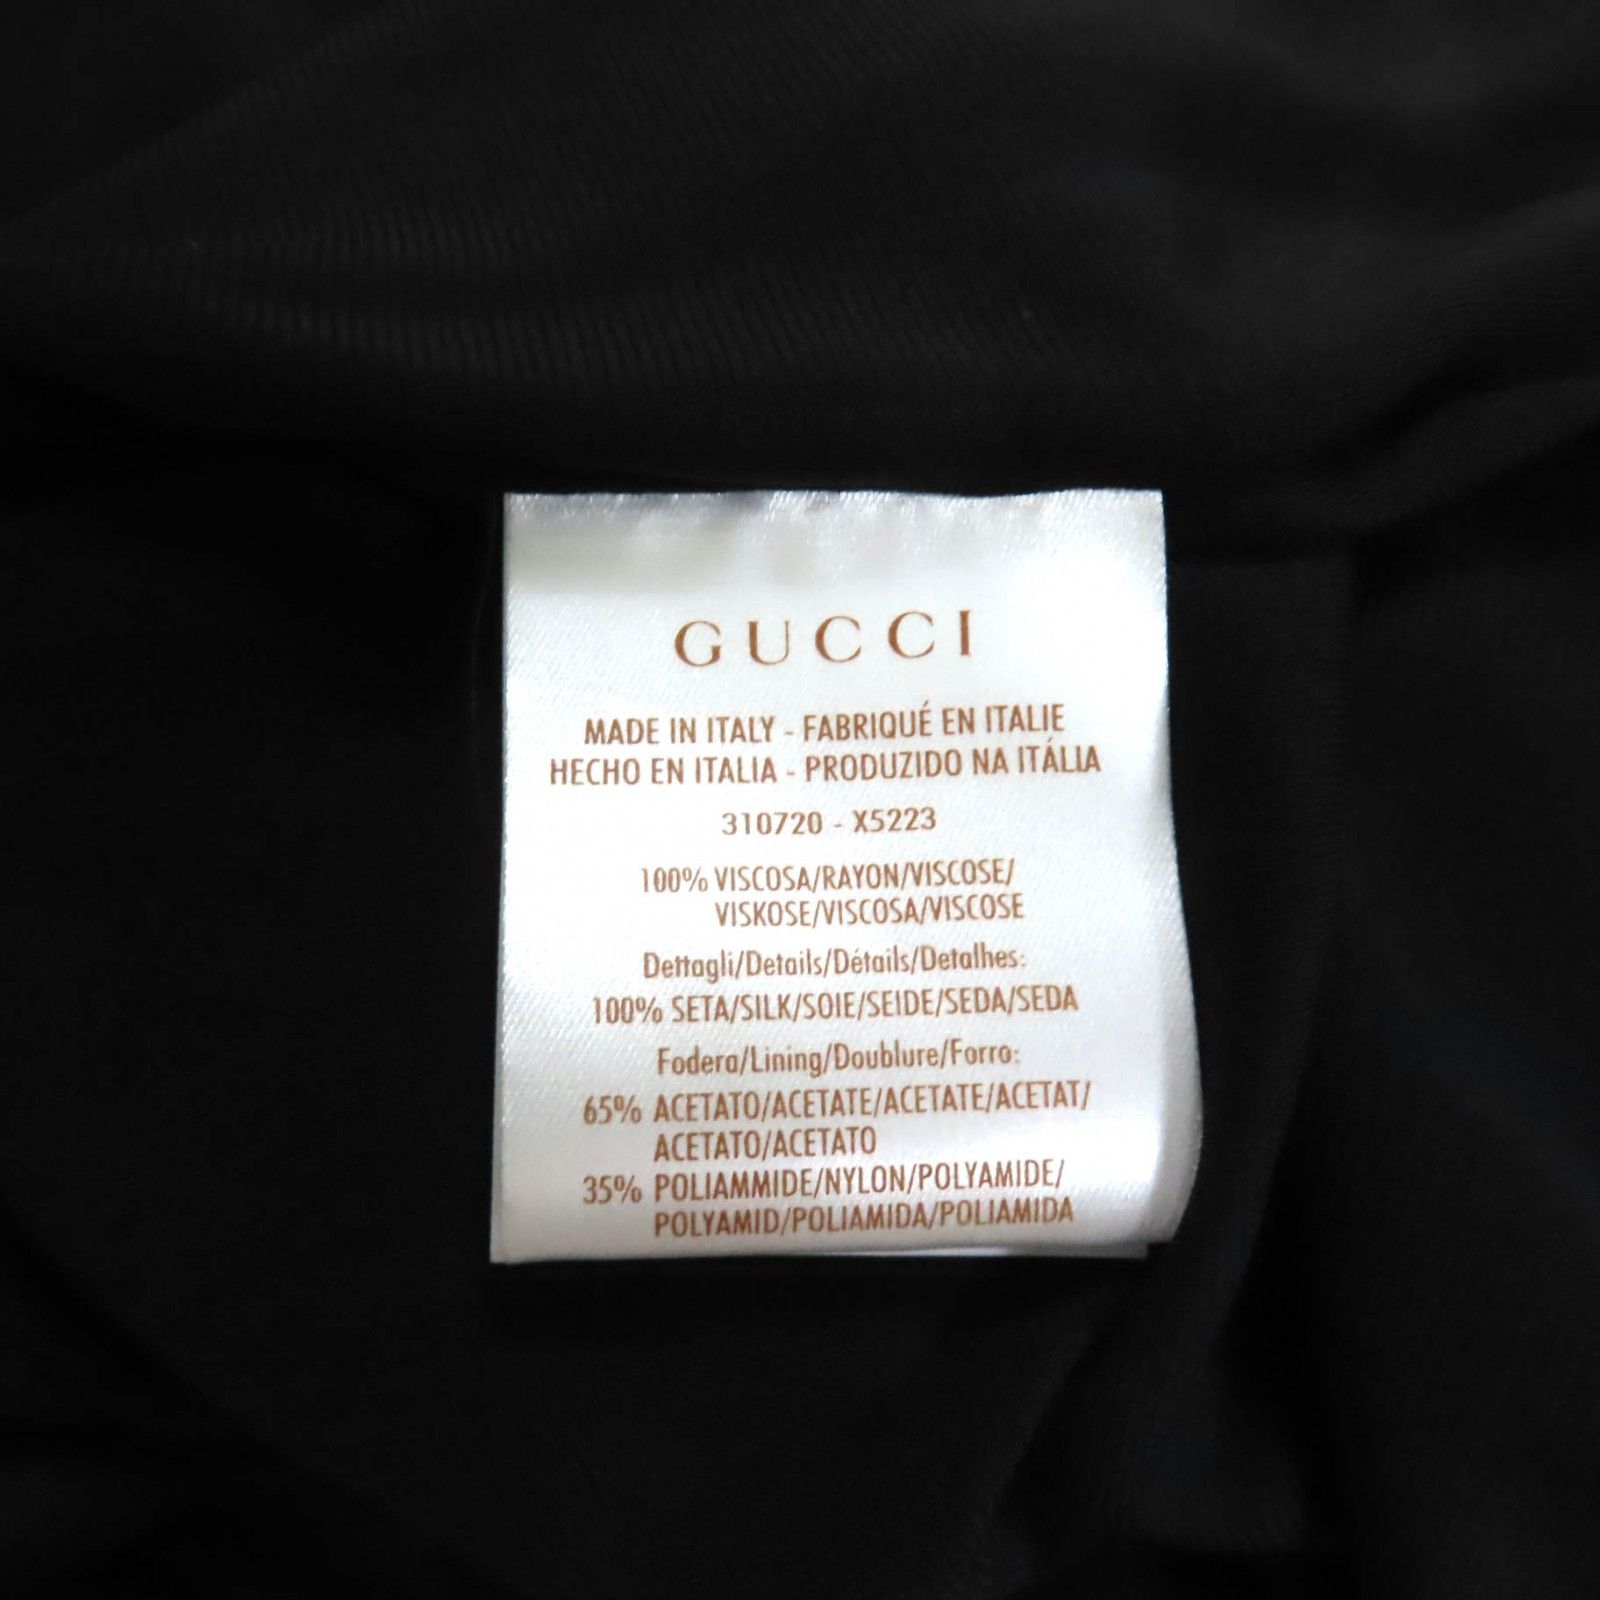 GUCCI
MADE IN ITALY - FABRIQUÉ EN ITALIE
HECHO EN ITALIA - PRODUZIDO NA ITÁLIA
310720 - X5223
100% VISCOSA/RAYON/VISCOSE/
VISKOSE/VISCOSA/VISCOSE
Dettagli/Details/Détails/Detalhes:
100% SETA/SILK/SOIE/SEIDE/SEDA/SEDA
Fodera/Lining/Doublure/Forro:
65% ACETATO/ACETATE/ACETATE/ACETAT/
ACETATO/ACETATO
35% POLIAMMIDE/NYLON/POLYAMIDE/
POLYAMID/POLIAMIDA/POLIAMIDA